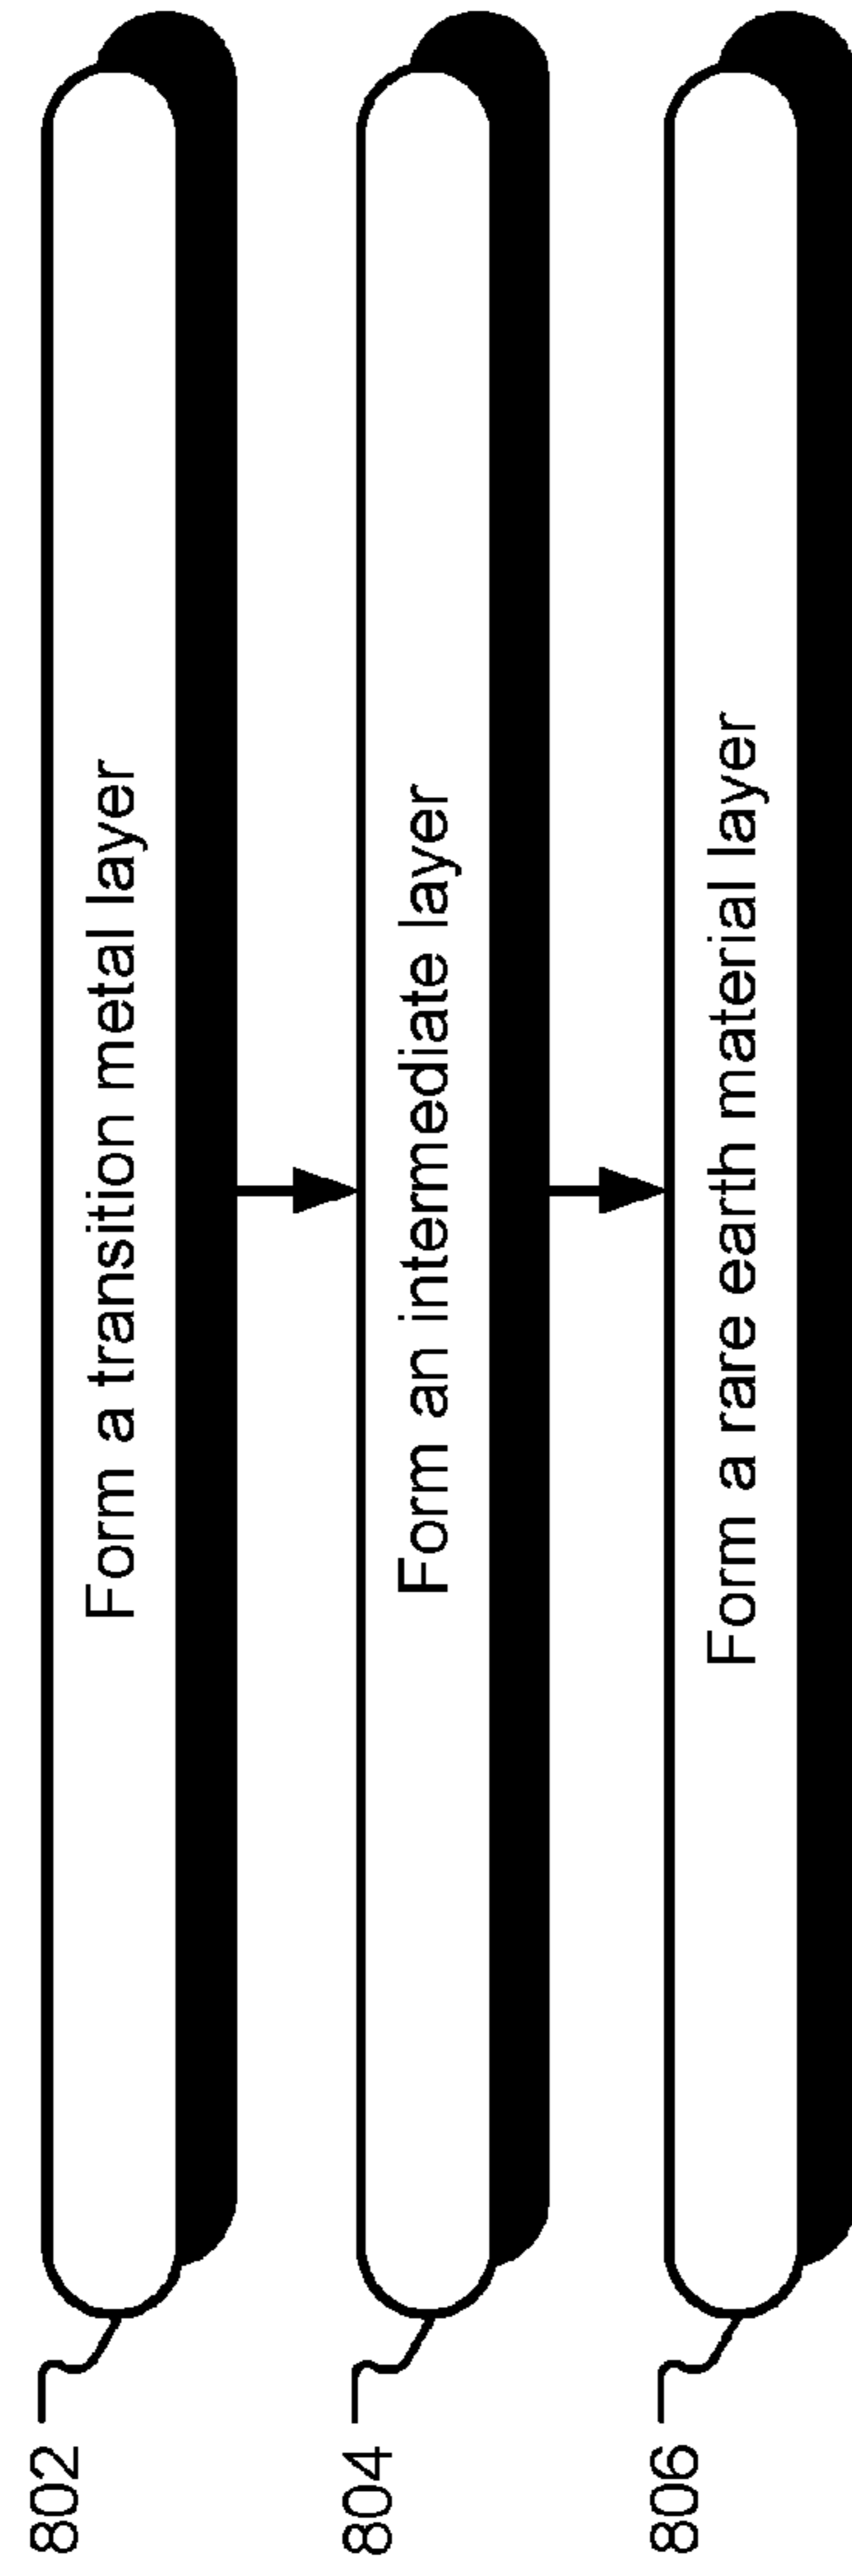 802
Form a transition metal layer
804
Form an intermediate layer
806
Form a rare earth material layer